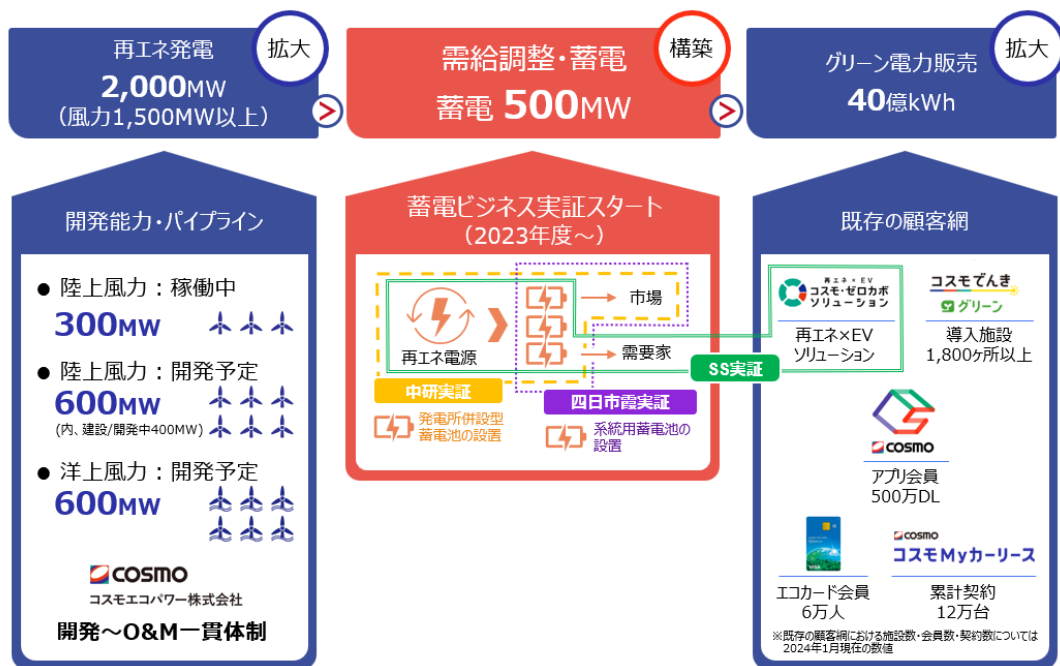 再エネ発電
拡大
2,000MW
(風力1,500MW以上)
需給調整・蓄電
構築
蓄電 500MW
グリーン電力販売
拡大
40億kWh
開発能力・パイプライン
● 陸上風力:稼働中
300MW
● 陸上風力:開発予定
600MW
(内、建設/開発中400MW)
● 洋上風力:開発予定
600MW
COSMO
コスモエコパワー株式会社
開発~O&M一貫体制
蓄電ビジネス実証スタート
(2023年度~)
再エネ電源
市場
需要家
SS実証
中研実証
発電所併設型
蓄電池の設置
四日市霞実証
系統用蓄電池の
設置
既存の顧客網
再エネ×EV
コスモ・ゼロカボ
ソリューション
再エネ×EV
ソリューション
コスモでんき
グリーン
導入施設
1,800ヶ所以上
COSMO
アプリ会員
500万DL
VISA
エコカード会員
6万人
COSMO
コスモMyカーリース
累計契約
12万台
※既存の顧客網における施設数・会員数・契約数については
2024年1月現在の数値